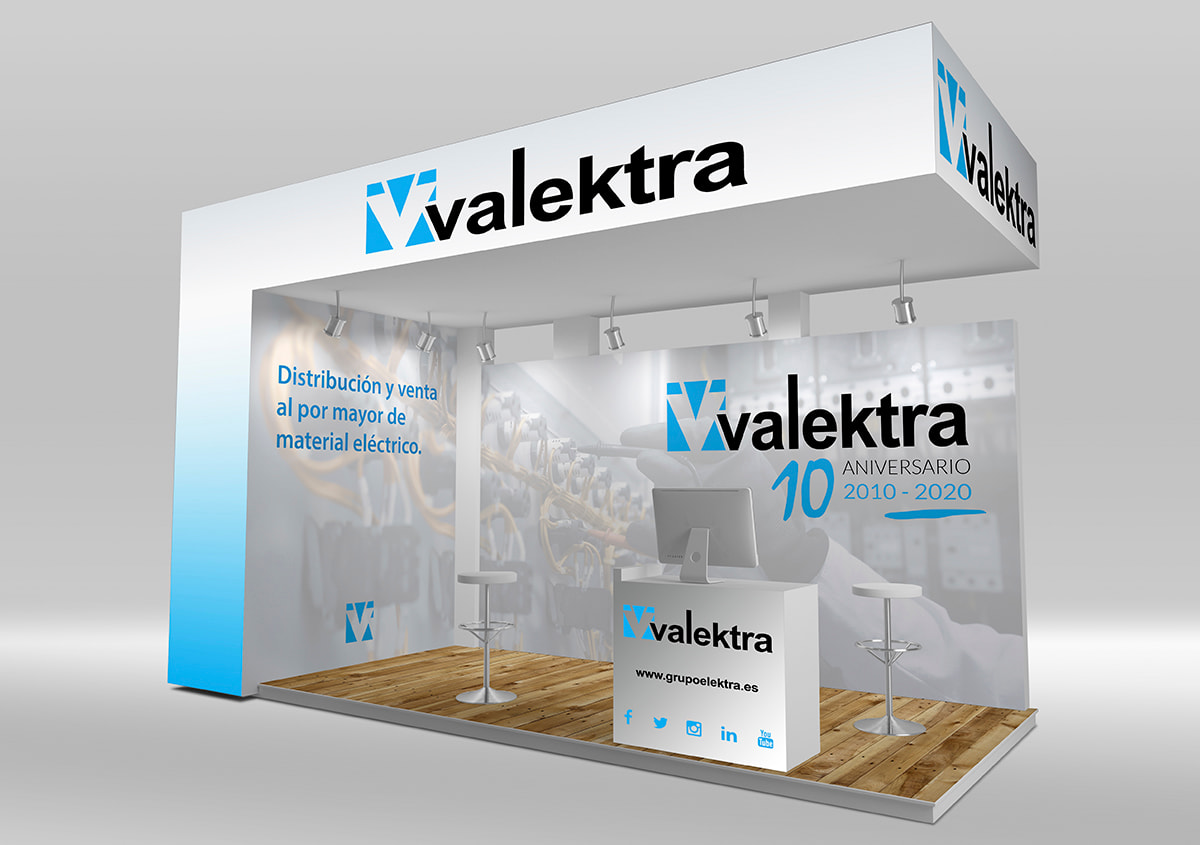 valektra
valektra
Distribución y venta
al por mayor de
material eléctrico.
valektra
10 ANIVERSARIO
2010 - 2020
valektra
www.grupoelektra.es
You
Tube